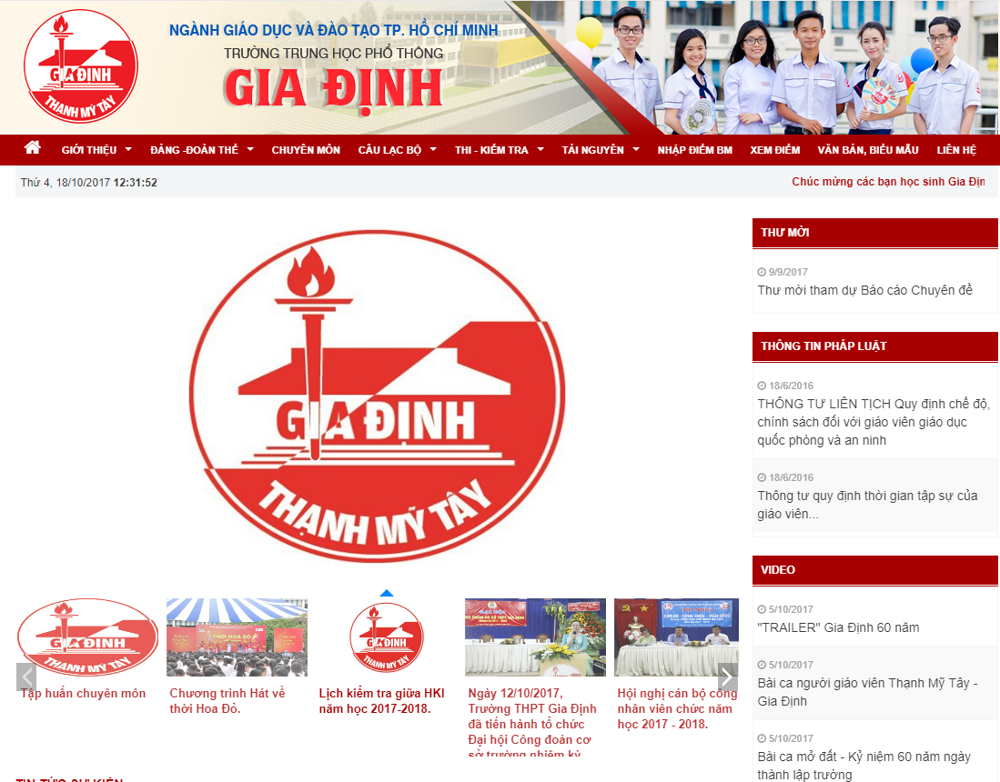 GIA ĐỊNH
THẠNH MỸ TÂY
NGÀNH GIÁO DỤC VÀ ĐÀO TẠO TP. HỒ CHÍ MINH
TRƯỜNG TRUNG HỌC PHỔ THÔNG
GIA ĐỊNH
GIỚI THIỆU
ĐẢNG -ĐOÀN THỂ
CHUYÊN MÔN
CÂU LẠC BỘ
THI - KIỂM TRA
TÀI NGUYÊN
NHẬP ĐIỂM BM
XEM ĐIỂM
VĂN BẢN, BIỂU MẪU
LIÊN HỆ
Thứ 4, 18/10/2017 12:31:52
Chúc mừng các bạn học sinh Gia Địn
GIA ĐỊNH
THẠNH MỸ TÂY
GIA ĐỊNH
THẠNH MỸ TÂY
Tập huấn chuyên môn
THỜI HOA ĐỎ
Chương trình Hát về
thời Hoa Đỏ.
GIA ĐỊNH
THẠNH MỸ TÂY
Lịch kiểm tra giữa HKI
năm học 2017-2018.
Ngày 12/10/2017,
Trường THPT Gia Định
đã tiến hành tổ chức
Đại hội Công đoàn cơ
sở trường nhiệm kỳ
Hội nghị cán bộ công
nhân viên chức năm
học 2017 - 2018.
TIN TỨC SỰ KIỆN
THƯ MỜI
9/9/2017
Thư mời tham dự Báo cáo Chuyên đề
THÔNG TIN PHÁP LUẬT
18/6/2016
THÔNG TƯ LIÊN TỊCH Quy định chế độ,
chính sách đối với giáo viên giáo dục
quốc phòng và an ninh
18/6/2016
Thông tư quy định thời gian tập sự của
giáo viên...
VIDEO
5/10/2017
"TRAILER" Gia Định 60 năm
5/10/2017
Bài ca người giáo viên Thạnh Mỹ Tây -
Gia Định
5/10/2017
Bài ca mở đất - Kỷ niệm 60 năm ngày
thành lập trường